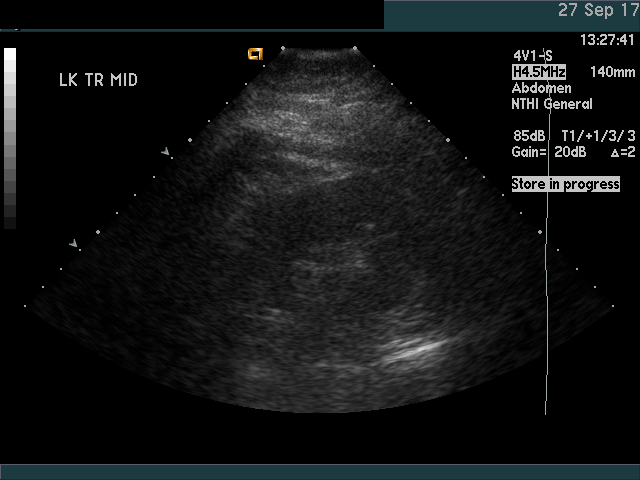 27 Sep 17
13:27:41
4V1-S
H4.5MHz 140mm
Abdomen
NTHI General
85dB T1/+1/3/3
Gain= 20dB Δ=2
Store in progress
LK TR MID